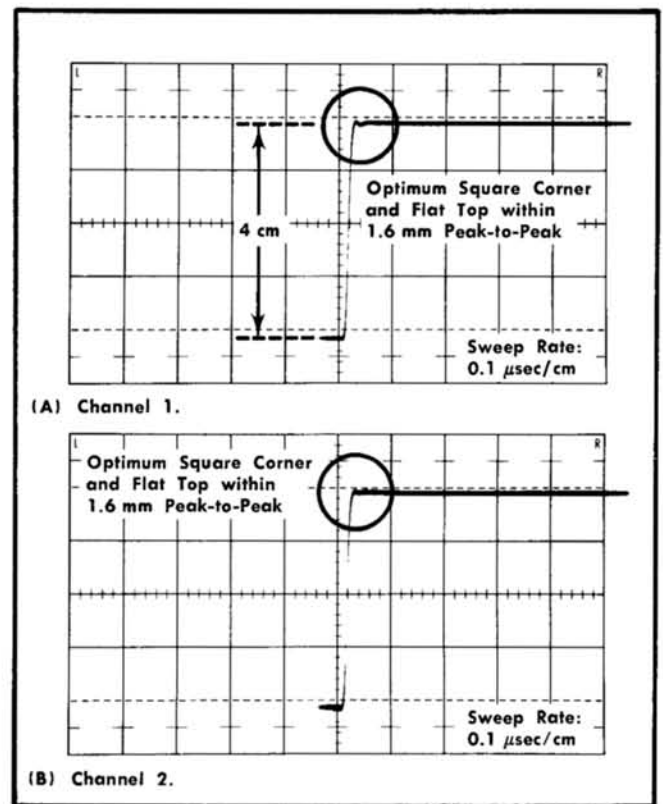 L R
Optimum Square Corner
and Flat Top within
1.6 mm Peak-to-Peak
4 cm
Sweep Rate:
0.1 μsec/cm
(A) Channel 1.
L R
Optimum Square Corner
and Flat Top within
1.6 mm Peak-to-Peak
Sweep Rate:
0.1 μsec/cm
(B) Channel 2.